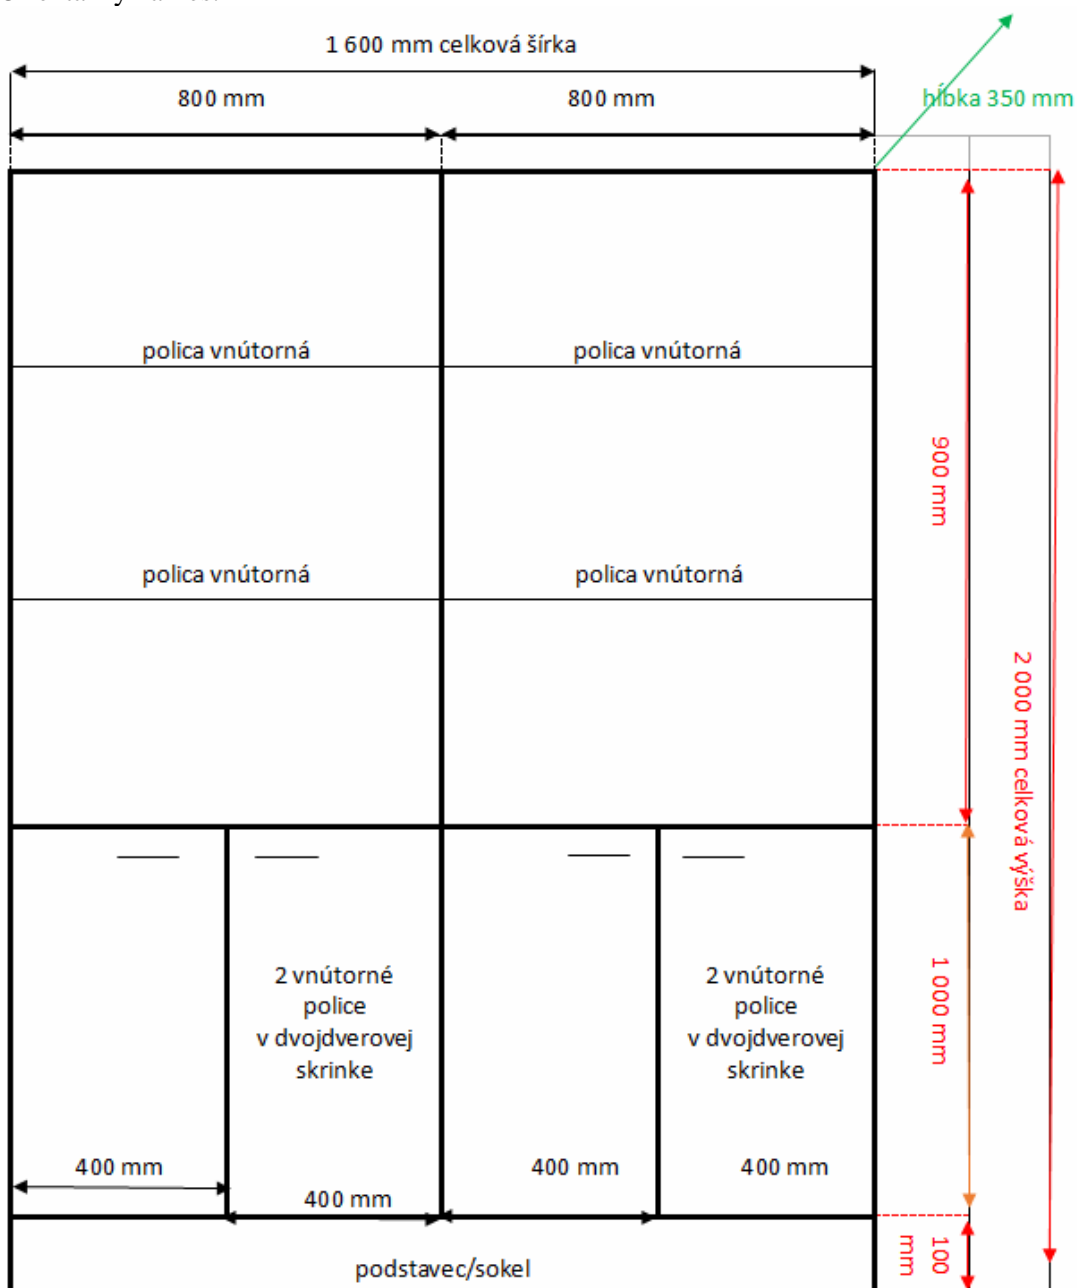 1 600 mm celková šírka
800 mm
800 mm
hĺbka 350 mm
polica vnútorná
polica vnútorná
900 mm
polica vnútorná
polica vnútorná
2 000 mm celková výška
2 vnútorné
police
v dvojdverovej
skrinke
2 vnútorné
police
v dvojdverovej
skrinke
1 000 mm
400 mm
400 mm
400 mm
400 mm
100
mm
podstavec/sokel